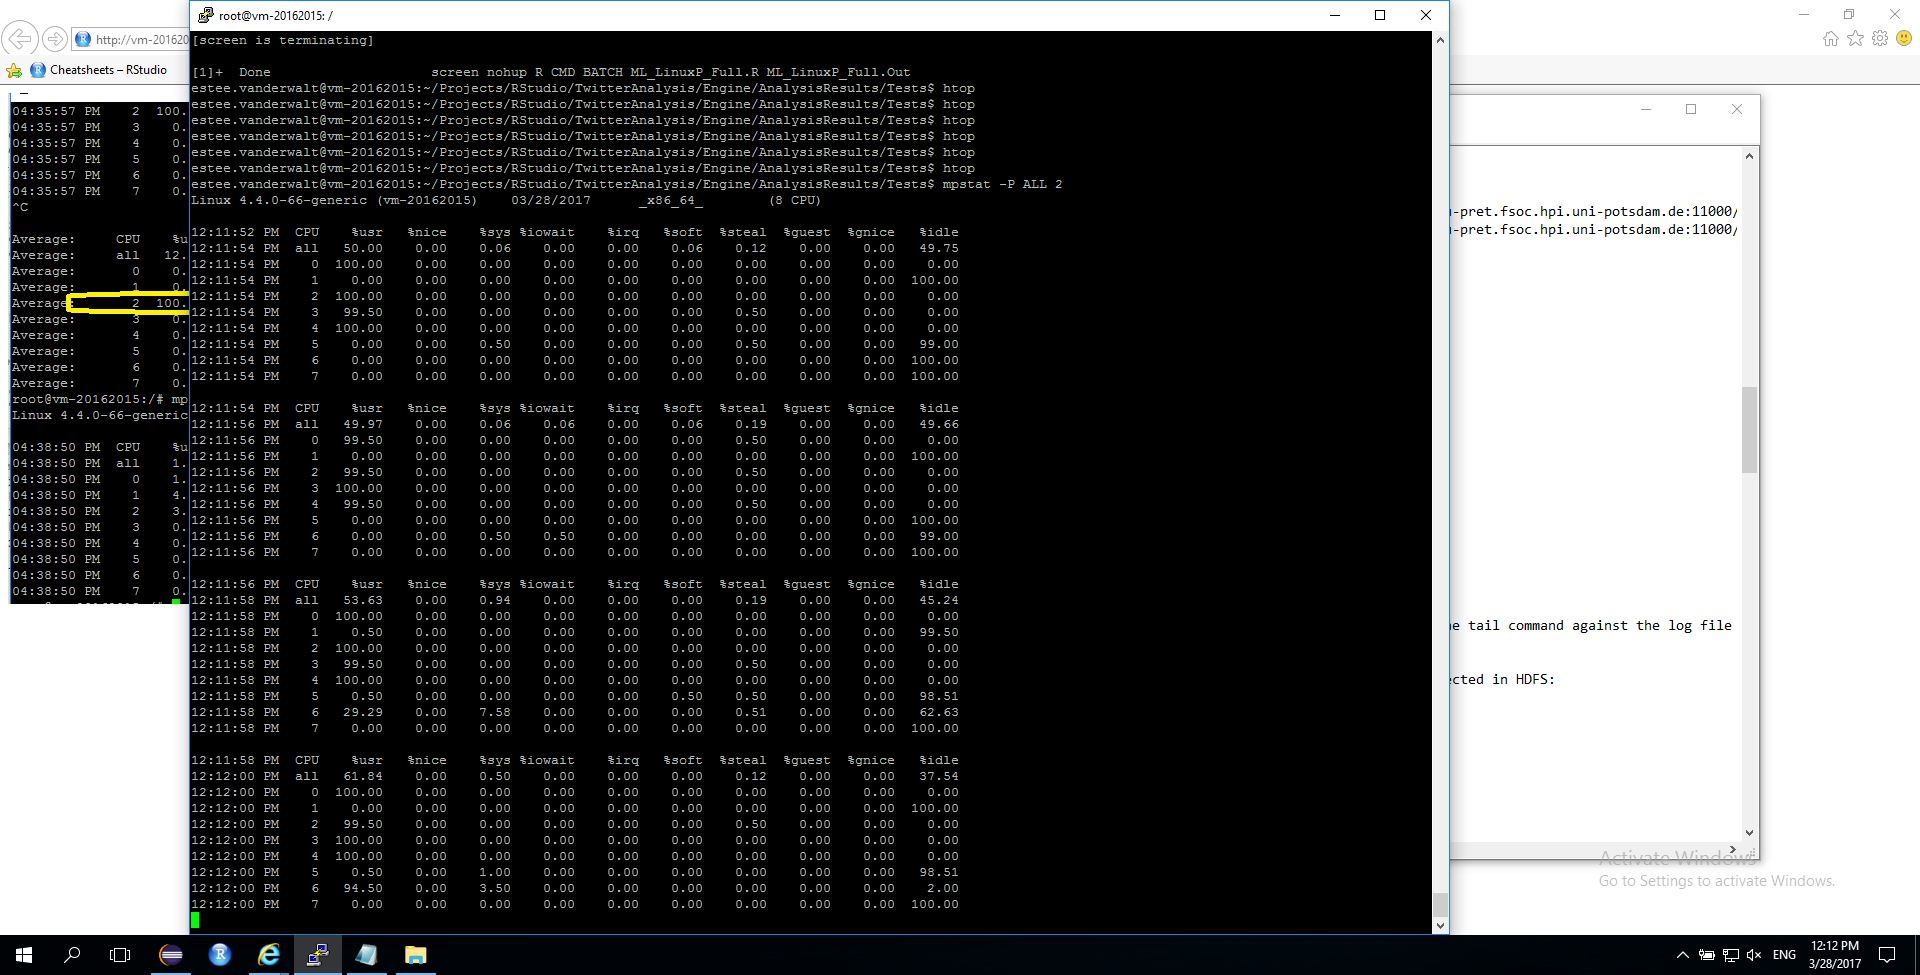 root@vm-20162015: /
http://vm-20162
Cheatsheets – RStudio
[screen is terminating]
[1]+  Done                    screen nohup R CMD BATCH ML_LinuxP_Full.R ML_LinuxP_Full.Out
estee.vanderwalt@vm-20162015:~/Projects/RStudio/TwitterAnalysis/Engine/AnalysisResults/Tests$ htop
estee.vanderwalt@vm-20162015:~/Projects/RStudio/TwitterAnalysis/Engine/AnalysisResults/Tests$ htop
estee.vanderwalt@vm-20162015:~/Projects/RStudio/TwitterAnalysis/Engine/AnalysisResults/Tests$ htop
estee.vanderwalt@vm-20162015:~/Projects/RStudio/TwitterAnalysis/Engine/AnalysisResults/Tests$ htop
estee.vanderwalt@vm-20162015:~/Projects/RStudio/TwitterAnalysis/Engine/AnalysisResults/Tests$ htop
estee.vanderwalt@vm-20162015:~/Projects/RStudio/TwitterAnalysis/Engine/AnalysisResults/Tests$ htop
estee.vanderwalt@vm-20162015:~/Projects/RStudio/TwitterAnalysis/Engine/AnalysisResults/Tests$ mpstat -P ALL 2
Linux 4.4.0-66-generic (vm-20162015)    03/28/2017      _x86_64_        (8 CPU)
12:11:52 PM  CPU    %usr   %nice    %sys %iowait    %irq   %soft  %steal  %guest  %gnice   %idle
12:11:54 PM  all   50.00    0.00    0.06    0.00    0.00    0.06    0.12    0.00    0.00   49.75
12:11:54 PM    0  100.00    0.00    0.00    0.00    0.00    0.00    0.00    0.00    0.00    0.00
12:11:54 PM    1    0.00    0.00    0.00    0.00    0.00    0.00    0.00    0.00    0.00  100.00
12:11:54 PM    2  100.00    0.00    0.00    0.00    0.00    0.00    0.00    0.00    0.00    0.00
12:11:54 PM    3   99.50    0.00    0.00    0.00    0.00    0.00    0.50    0.00    0.00    0.00
12:11:54 PM    4  100.00    0.00    0.00    0.00    0.00    0.00    0.00    0.00    0.00    0.00
12:11:54 PM    5    0.00    0.00    0.50    0.00    0.00    0.00    0.50    0.00    0.00   99.00
12:11:54 PM    6    0.00    0.00    0.00    0.00    0.00    0.00    0.00    0.00    0.00  100.00
12:11:54 PM    7    0.00    0.00    0.00    0.00    0.00    0.00    0.00    0.00    0.00  100.00
12:11:54 PM  CPU    %usr   %nice    %sys %iowait    %irq   %soft  %steal  %guest  %gnice   %idle
12:11:56 PM  all   49.97    0.00    0.06    0.06    0.00    0.06    0.19    0.00    0.00   49.66
12:11:56 PM    0   99.50    0.00    0.00    0.00    0.00    0.00    0.50    0.00    0.00    0.00
12:11:56 PM    1    0.00    0.00    0.00    0.00    0.00    0.00    0.00    0.00    0.00  100.00
12:11:56 PM    2   99.50    0.00    0.00    0.00    0.00    0.00    0.50    0.00    0.00    0.00
12:11:56 PM    3  100.00    0.00    0.00    0.00    0.00    0.00    0.00    0.00    0.00    0.00
12:11:56 PM    4   99.50    0.00    0.00    0.00    0.00    0.00    0.50    0.00    0.00    0.00
12:11:56 PM    5    0.00    0.00    0.00    0.00    0.00    0.00    0.00    0.00    0.00  100.00
12:11:56 PM    6    0.00    0.00    0.50    0.50    0.00    0.00    0.00    0.00    0.00   99.00
12:11:56 PM    7    0.00    0.00    0.00    0.00    0.00    0.00    0.00    0.00    0.00  100.00
12:11:56 PM  CPU    %usr   %nice    %sys %iowait    %irq   %soft  %steal  %guest  %gnice   %idle
12:11:58 PM  all   53.63    0.00    0.94    0.00    0.00    0.00    0.19    0.00    0.00   45.24
12:11:58 PM    0  100.00    0.00    0.00    0.00    0.00    0.00    0.00    0.00    0.00    0.00
12:11:58 PM    1    0.50    0.00    0.00    0.00    0.00    0.00    0.00    0.00    0.00   99.50
12:11:58 PM    2  100.00    0.00    0.00    0.00    0.00    0.00    0.00    0.00    0.00    0.00
12:11:58 PM    3   99.50    0.00    0.00    0.00    0.00    0.00    0.50    0.00    0.00    0.00
12:11:58 PM    4  100.00    0.00    0.00    0.00    0.00    0.00    0.00    0.00    0.00    0.00
12:11:58 PM    5    0.50    0.00    0.00    0.00    0.00    0.50    0.50    0.00    0.00   98.51
12:11:58 PM    6   29.29    0.00    7.58    0.00    0.00    0.00    0.51    0.00    0.00   62.63
12:11:58 PM    7    0.00    0.00    0.00    0.00    0.00    0.00    0.00    0.00    0.00  100.00
12:11:58 PM  CPU    %usr   %nice    %sys %iowait    %irq   %soft  %steal  %guest  %gnice   %idle
12:12:00 PM  all   61.84    0.00    0.50    0.00    0.00    0.00    0.12    0.00    0.00   37.54
12:12:00 PM    0  100.00    0.00    0.00    0.00    0.00    0.00    0.00    0.00    0.00    0.00
12:12:00 PM    1    0.00    0.00    0.00    0.00    0.00    0.00    0.00    0.00    0.00  100.00
12:12:00 PM    2   99.50    0.00    0.00    0.00    0.00    0.00    0.50    0.00    0.00    0.00
12:12:00 PM    3  100.00    0.00    0.00    0.00    0.00    0.00    0.00    0.00    0.00    0.00
12:12:00 PM    4  100.00    0.00    0.00    0.00    0.00    0.00    0.00    0.00    0.00    0.00
12:12:00 PM    5    0.50    0.00    1.00    0.00    0.00    0.00    0.00    0.00    0.00   98.51
12:12:00 PM    6   94.50    0.00    3.50    0.00    0.00    0.00    0.00    0.00    0.00    2.00
12:12:00 PM    7    0.00    0.00    0.00    0.00    0.00    0.00    0.00    0.00    0.00  100.00
04:35:57 PM    2  100.
04:35:57 PM    3    0.
04:35:57 PM    4    0.
04:35:57 PM    5    0.
04:35:57 PM    6    0.
04:35:57 PM    7    0.
^C
Average:     CPU    %u
Average:     all   12.
Average:       0    0.
Average:       1    0.
Average:       2  100.
Average:       3    0.
Average:       4    0.
Average:       5    0.
Average:       6    0.
Average:       7    0.
root@vm-20162015:/# mp
Linux 4.4.0-66-generic
04:38:50 PM  CPU    %u
04:38:50 PM  all    1.
04:38:50 PM    0    1.
04:38:50 PM    1    4.
04:38:50 PM    2    3.
04:38:50 PM    3    0.
04:38:50 PM    4    0.
04:38:50 PM    5    0.
04:38:50 PM    6    0.
04:38:50 PM    7    0.
-pret.fsoc.hpi.uni-potsdam.de:11000/
-pret.fsoc.hpi.uni-potsdam.de:11000/
e tail command against the log file
ected in HDFS:
Activate Windows
Go to Settings to activate Windows.
ENG
12:12 PM
3/28/2017